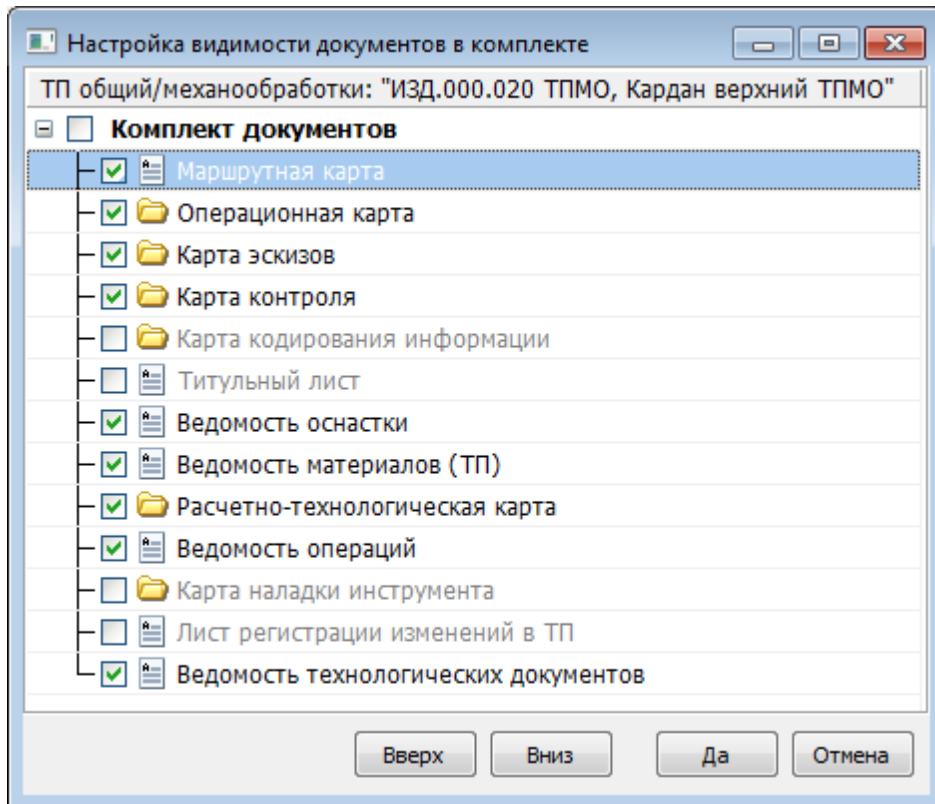 Настройка видимости документов в комплекте
ТП общий/механообработки: "ИЗД.000.020 ТПМО, Кардан верхний ТПМО"
Комплект документов
Маршрутная карта
Операционная карта
Карта эскизов
Карта контроля
Карта кодирования информации
Титульный лист
Ведомость оснастки
Ведомость материалов (ТП)
Расчетно-технологическая карта
Ведомость операций
Карта наладки инструмента
Лист регистрации изменений в ТП
Ведомость технологических документов
Вверх Вниз Да Отмена